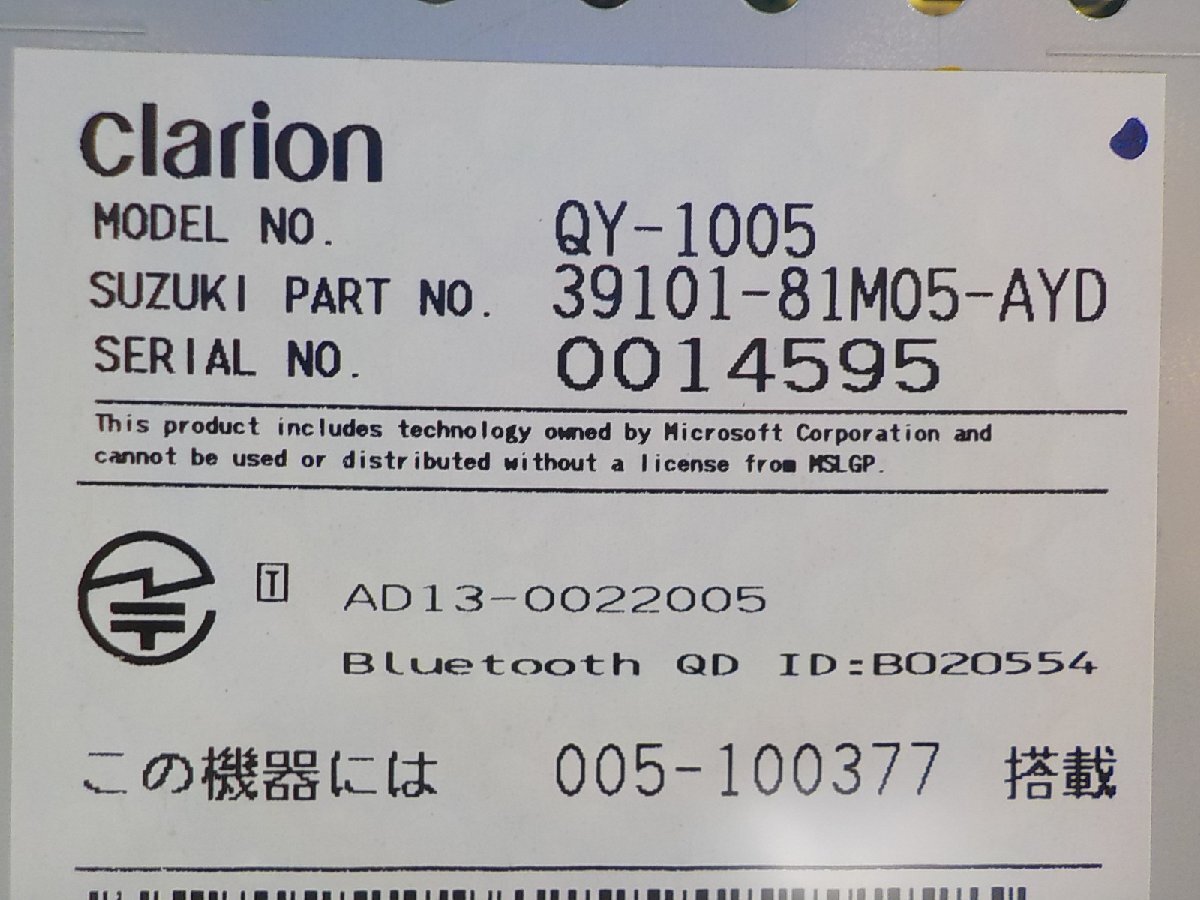 clarion
MODEL NO. QY-1005
SUZUKI PART NO. 39101-81M05-AYD
SERIAL NO. 0014595
This product includes technology owned by Microsoft Corporation and
cannot be used or distributed without a license from MSLGP.
T AD13-0022005
Bluetooth QD ID:B020554
この機器には 005-100377 搭載